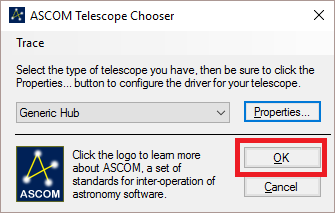 ASCOM Telescope Chooser
Trace
Select the type of telescope you have, then be sure to click the
Properties... button to configure the driver for your telescope.
Generic Hub
Properties...
Click the logo to learn more
about ASCOM, a set of
standards for inter-operation of
astronomy software.
ASCOM
OK
Cancel